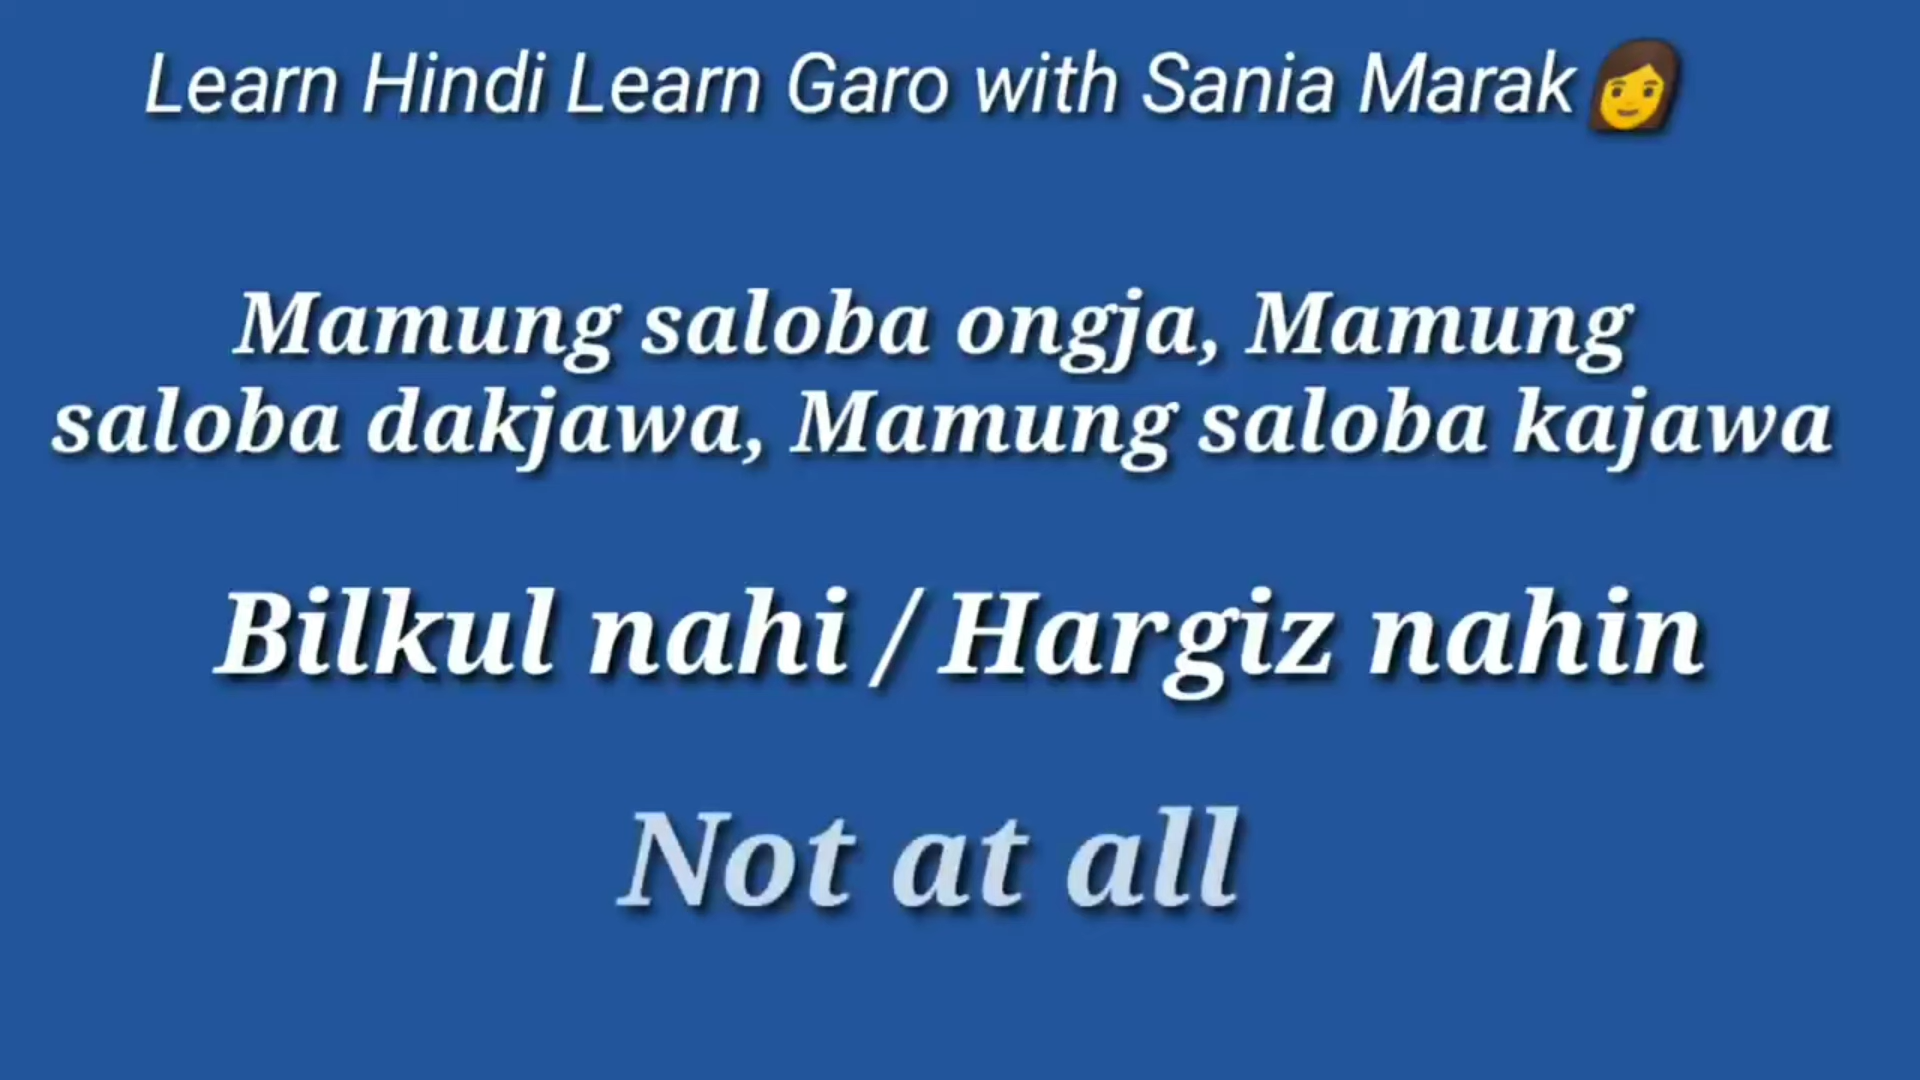 Learn Hindi Learn Garo with Sania Marak
Mamung saloba ongja, Mamung
saloba dakjawa, Mamung saloba kajawa
Bilkul nahi / Hargiz nahin
Not at all